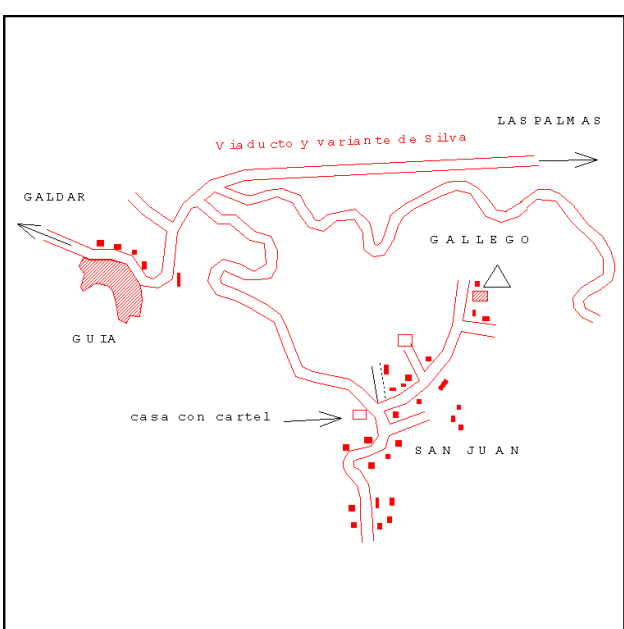 LAS PALMAS
Viaducto y variante de Silva
GALDAR
GALLEGO
GUIA
casa con cartel
SAN JUAN